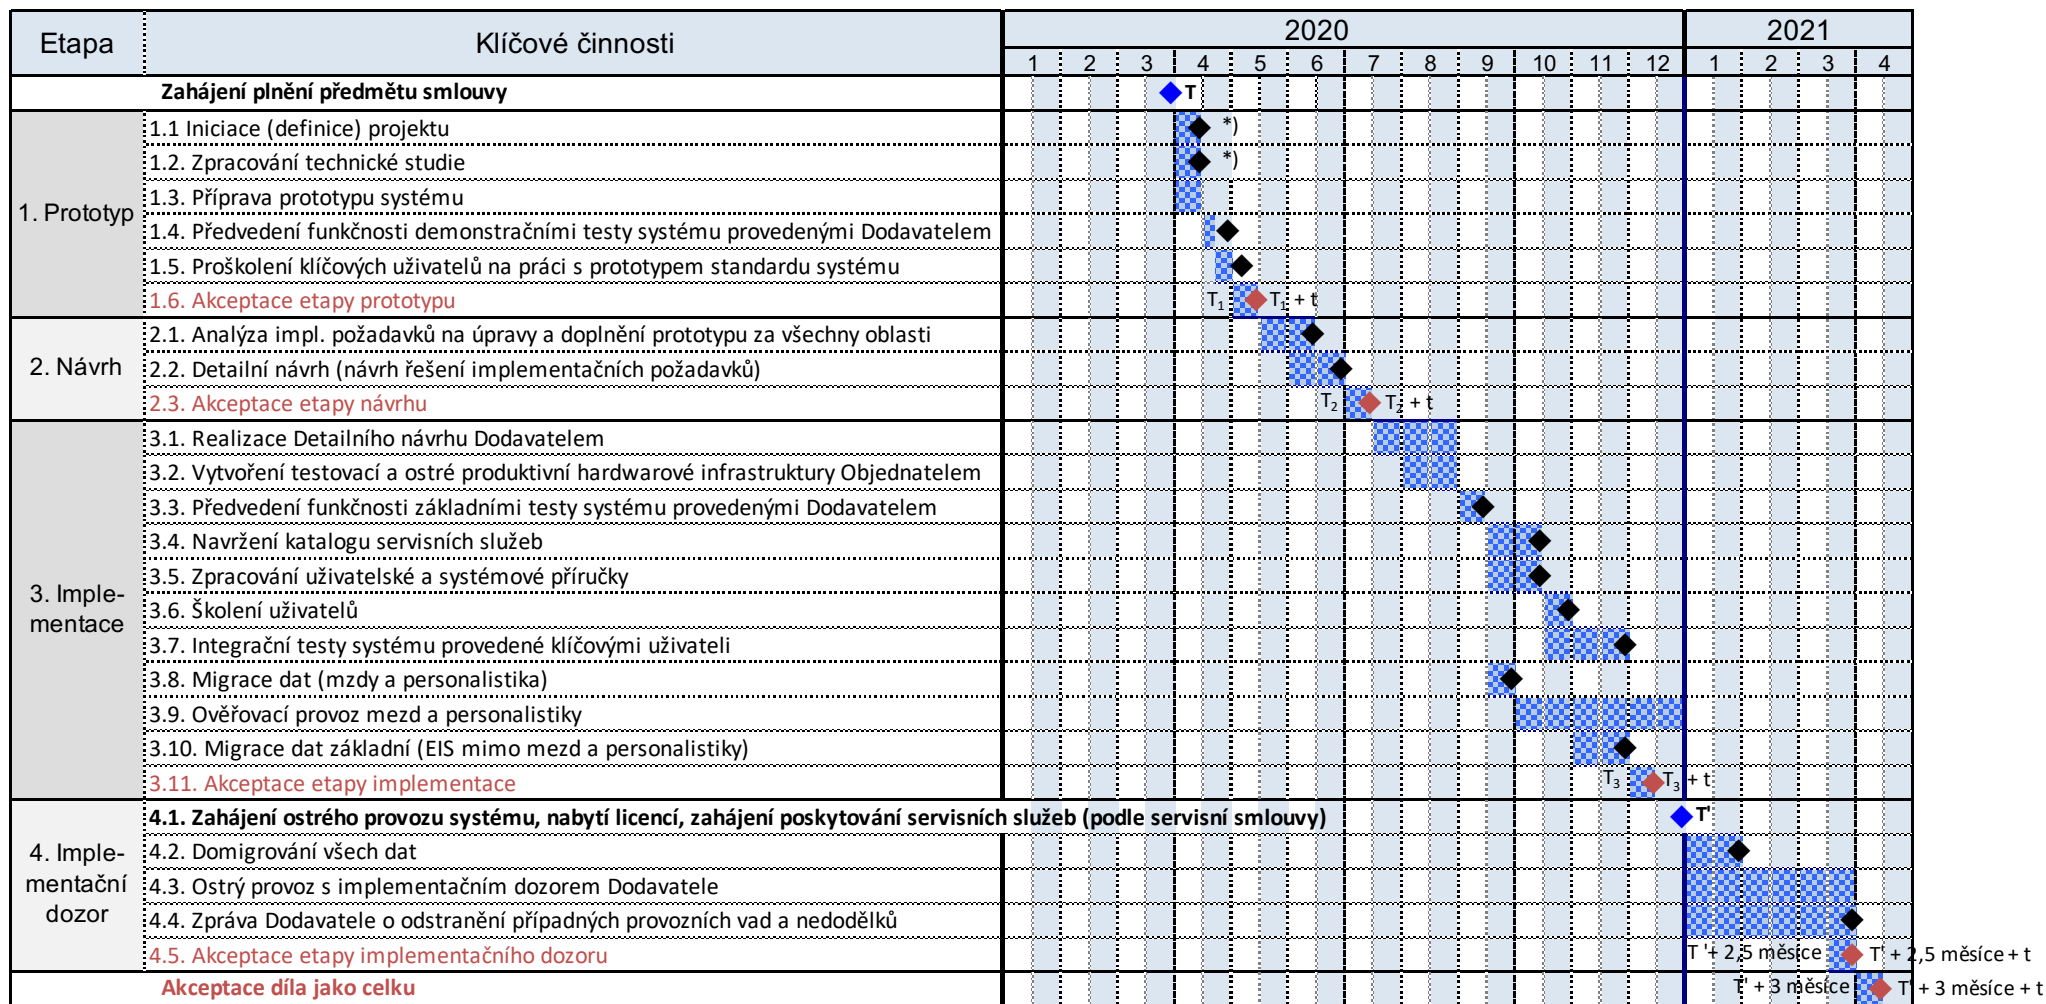 Etapa Klíčové činnosti 2020 2021
1 2 3 4 5 6 7 8 9 10 11 12 1 2 3 4
Zahájení plnění předmětu smlouvy T
1. Prototyp
1.1 Iniciace (definice) projektu *)
1.2. Zpracování technické studie *)
1.3. Příprava prototypu systému
1.4. Předvedení funkčnosti demonstračními testy systému provedenými Dodavatelem
1.5. Proškolení klíčových uživatelů na práci s prototypem standardu systému
1.6. Akceptace etapy prototypu T1 T1 + t
2. Návrh
2.1. Analýza impl. požadavků na úpravy a doplnění prototypu za všechny oblasti
2.2. Detailní návrh (návrh řešení implementačních požadavků)
2.3. Akceptace etapy návrhu T2 T2 + t
3. Imple-
mentace
3.1. Realizace Detailního návrhu Dodavatelem
3.2. Vytvoření testovací a ostré produktivní hardwarové infrastruktury Objednatelem
3.3. Předvedení funkčnosti základními testy systému provedenými Dodavatelem
3.4. Navržení katalogu servisních služeb
3.5. Zpracování uživatelské a systémové příručky
3.6. Školení uživatelů
3.7. Integrační testy systému provedené klíčovými uživateli
3.8. Migrace dat (mzdy a personalistika)
3.9. Ověřovací provoz mezd a personalistiky
3.10. Migrace dat základní (EIS mimo mezd a personalistiky)
3.11. Akceptace etapy implementace T3 T3 + t
4. Imple-
mentační
dozor
4.1. Zahájení ostrého provozu systému, nabytí licencí, zahájení poskytování servisních služeb (podle servisní smlouvy) T'
4.2. Domigrování všech dat
4.3. Ostrý provoz s implementačním dozorem Dodavatele
4.4. Zpráva Dodavatele o odstranění případných provozních vad a nedodělků
4.5. Akceptace etapy implementačního dozoru T '+ 2,5 měsíce T' + 2,5 měsíce + t
Akceptace díla jako celku T' + 3 měsíce T' + 3 měsíce + t